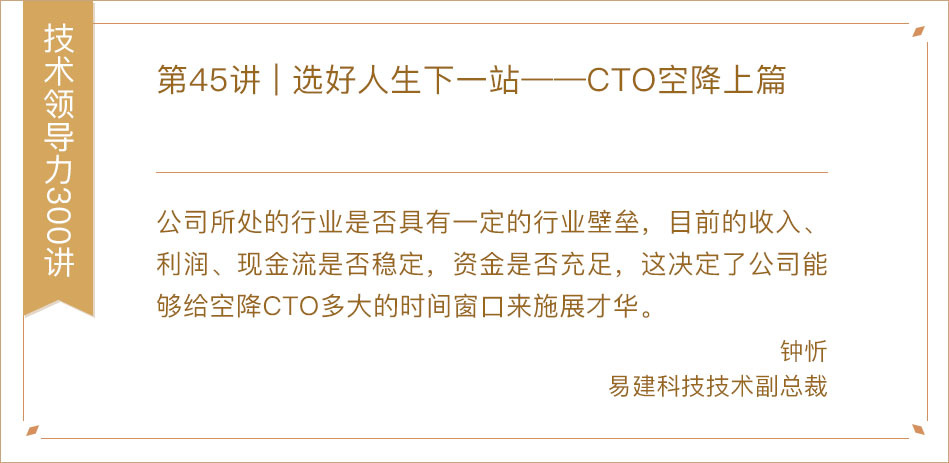 技术领导力300讲
第45讲 | 选好人生下一站——CTO空降上篇
公司所处的行业是否具有一定的行业壁垒，目前的收入、
利润、现金流是否稳定，资金是否充足，这决定了公司能
够给空降CTO多大的时间窗口来施展才华。
钟忻
易建科技技术副总裁